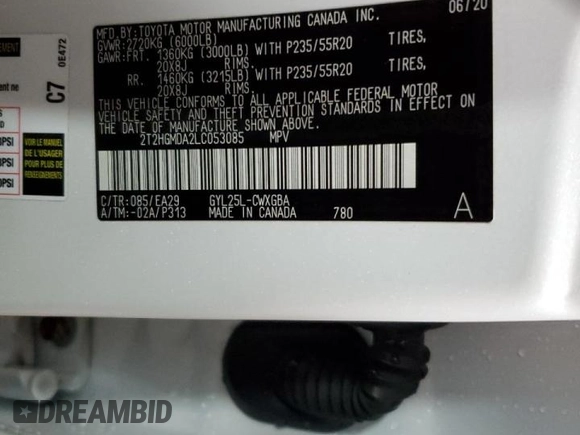 MFD.BY:TOYOTA MOTOR MANUFACTURING CANADA INC. 06/20
GVWR:2720KG (6000LB)
GAWR:FRT. 1360KG (3000LB) WITH P235/55R20 TIRES,
20X8J RIMS.
RR. 1460KG (3215LB) WITH P235/55R20 TIRES,
20X8J RIMS.
THIS VEHICLE CONFORMS TO ALL APPLICABLE FEDERAL MOTOR
VEHICLE SAFETY AND THEFT PREVENTION STANDARDS IN EFFECT ON
THE DATE OF MANUFACTURE SHOWN ABOVE.
2T2HGMDA2LC053085 MPV
C/TR:085/EA29 GYL25L-CWXGBA
A/TM:-02A/P313 MADE IN CANADA 780 A
C7 0E472
VOIR LE MANUEL
DE L'USAGER
POUR PLUS DE
RENSEIGNEMENTS
PSI
PSI
DREAMBID